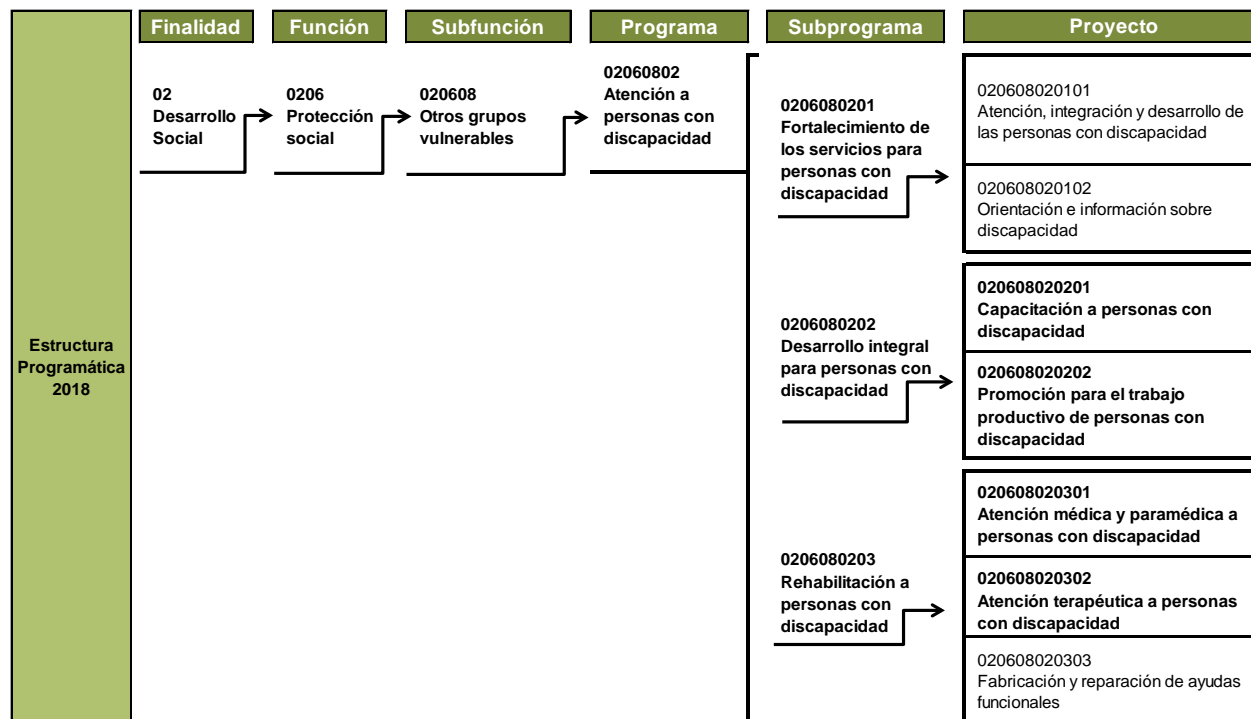 Finalidad
Función
Subfunción
Programa
Subprograma
Proyecto
Estructura
Programática
2018
02
Desarrollo
Social
0206
Protección
social
020608
Otros grupos
vulnerables
02060802
Atención a
personas con
discapacidad
0206080201
Fortalecimiento de
los servicios para
personas con
discapacidad
020608020101
Atención, integración y desarrollo de
las personas con discapacidad
020608020102
Orientación e información sobre
discapacidad
0206080202
Desarrollo integral
para personas con
discapacidad
020608020201
Capacitación a personas con
discapacidad
020608020202
Promoción para el trabajo
productivo de personas con
discapacidad
0206080203
Rehabilitación a
personas con
discapacidad
020608020301
Atención médica y paramédica a
personas con discapacidad
020608020302
Atención terapéutica a personas
con discapacidad
020608020303
Fabricación y reparación de ayudas
funcionales